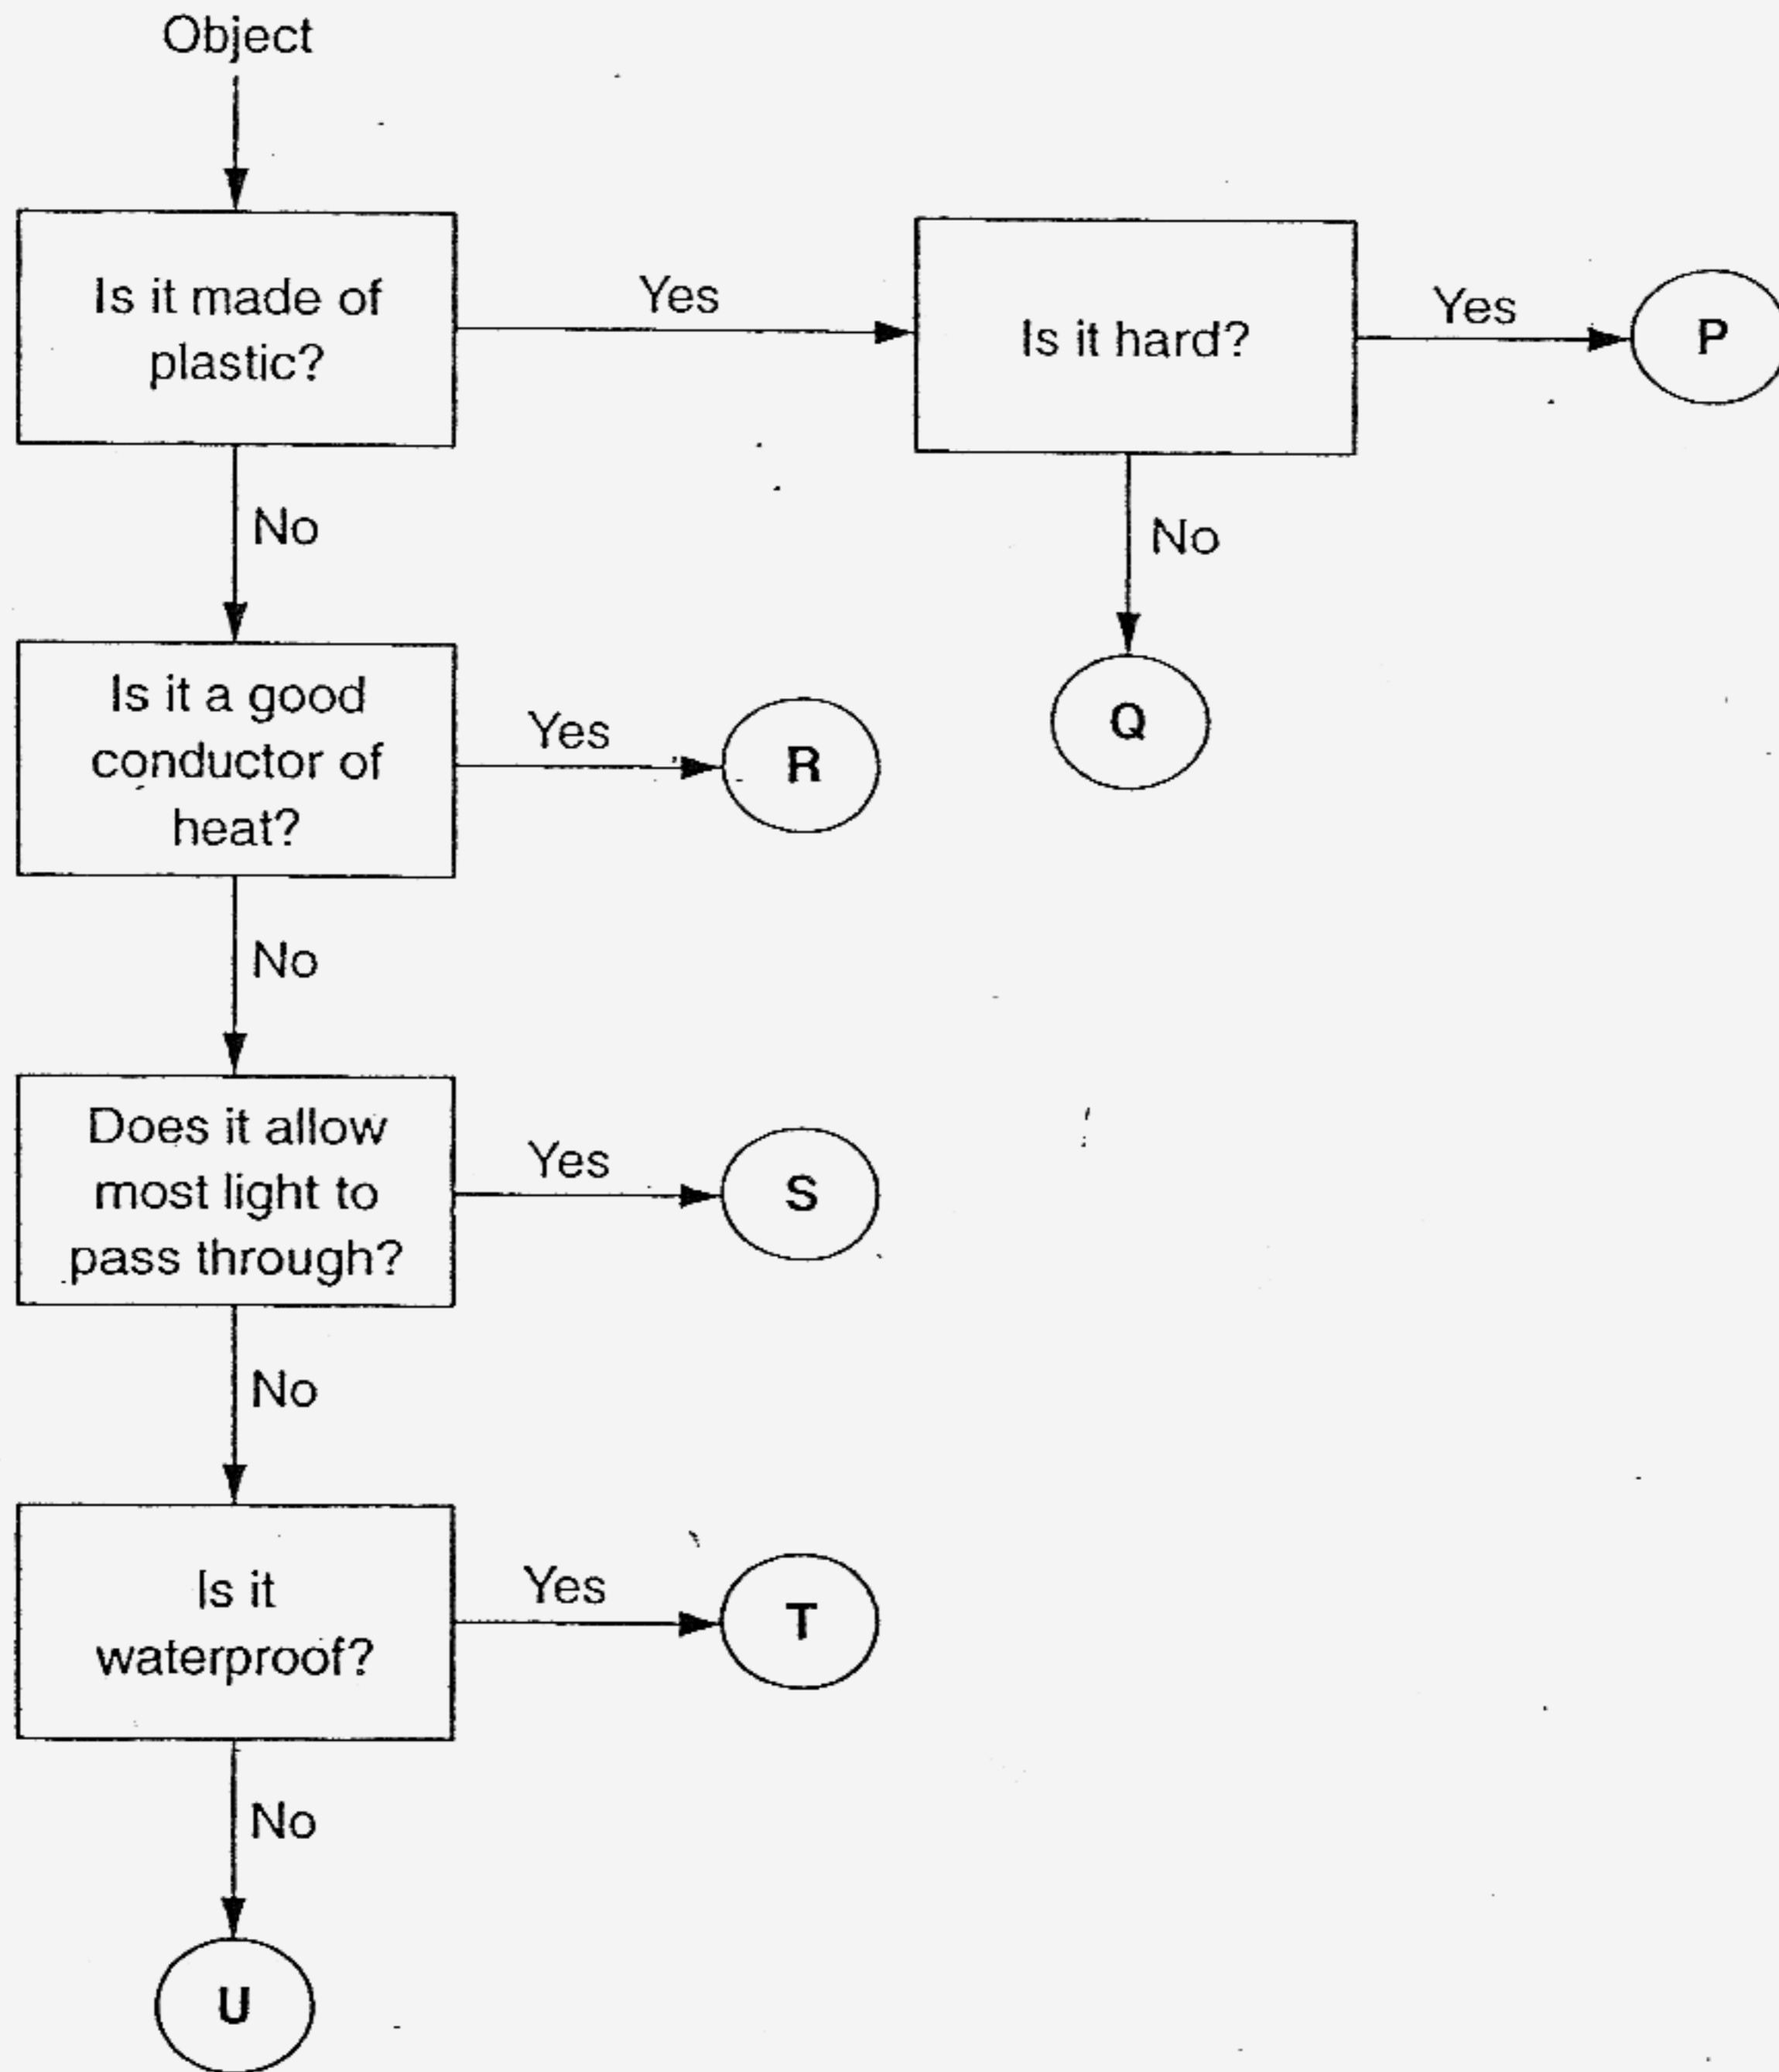 Object
Is it made of
plastic?
Yes
Is it hard?
Yes
P
No
No
Q
Is it a good
conductor of
heat?
Yes
R
No
Does it allow
most light to
pass through?
Yes
S
No
Is it
waterproof?
Yes
T
No
U